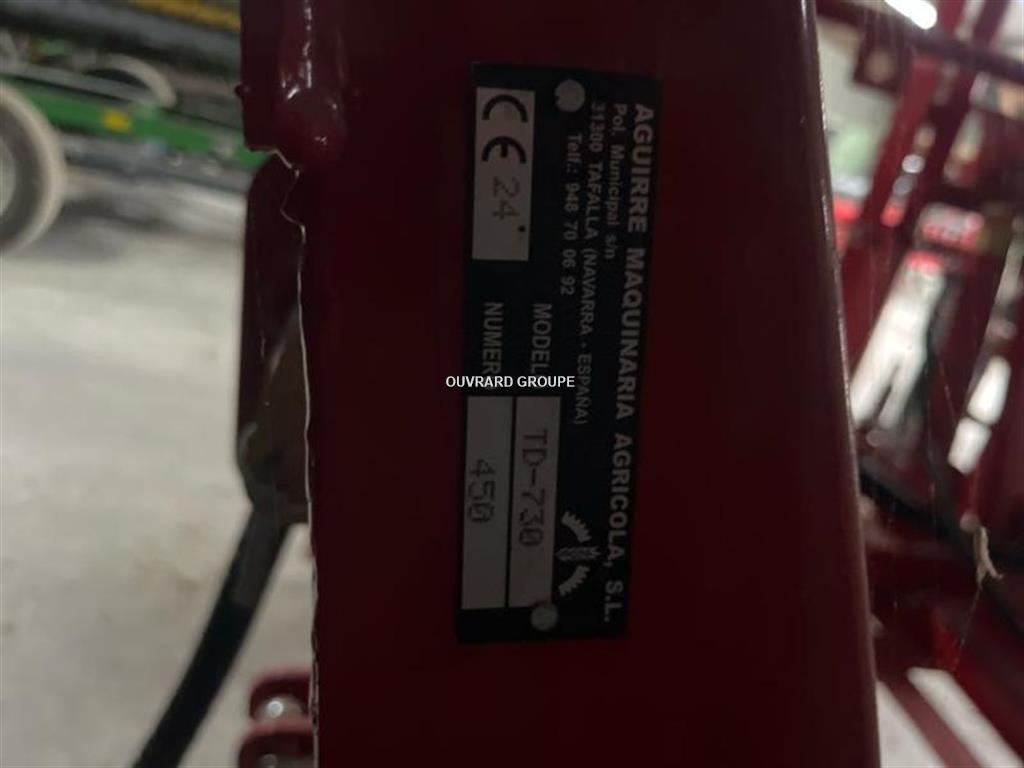 AGUIRRE MAQUINARIA AGRICOLA, S.L.
Pol. Municipal s/n
31300 TAFALLA (NAVARRA - ESPAÑA)
Telf.: 948 70 06 92
CE 24
MODEL TD-730
NUMER 450
OUVRARD GROUPE